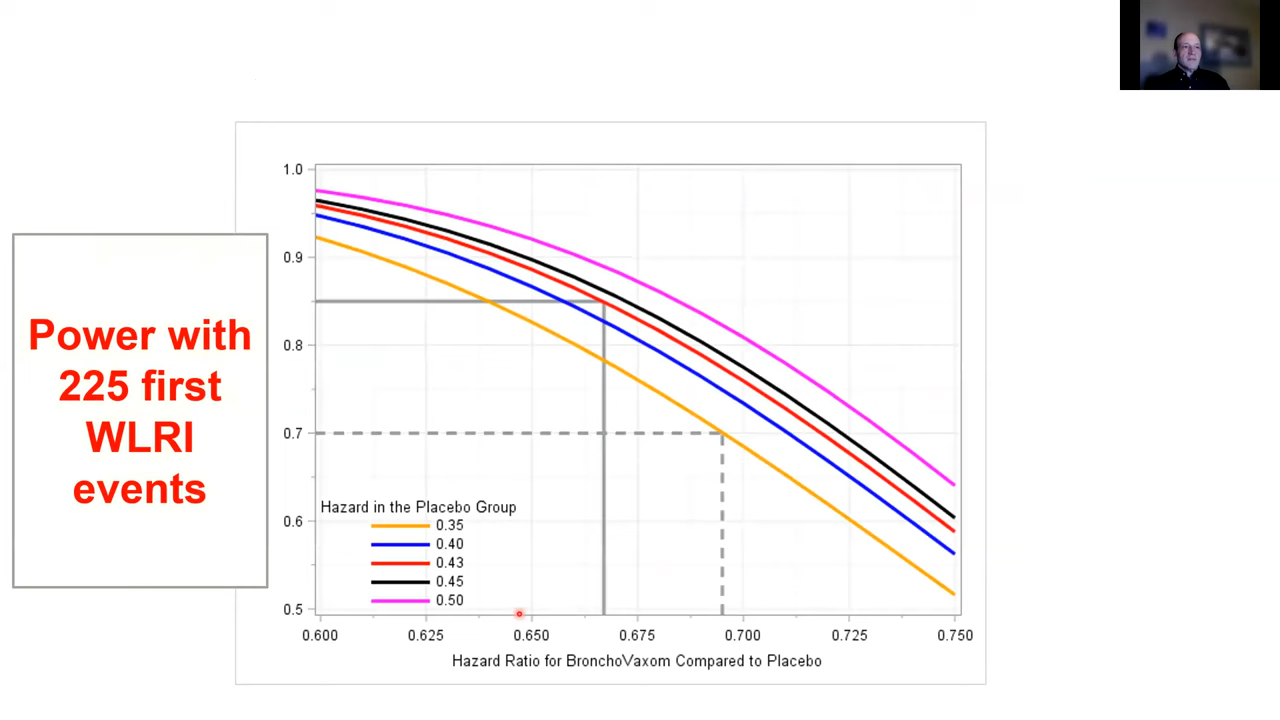 Power with
225 first
WLRI
events
1.0
0.9
0.8
0.7
0.6
0.5
Hazard in the Placebo Group
0.35
0.40
0.43
0.45
0.50
0.600 0.625 0.650 0.675 0.700 0.725 0.750
Hazard Ratio for BronchoVaxom Compared to Placebo